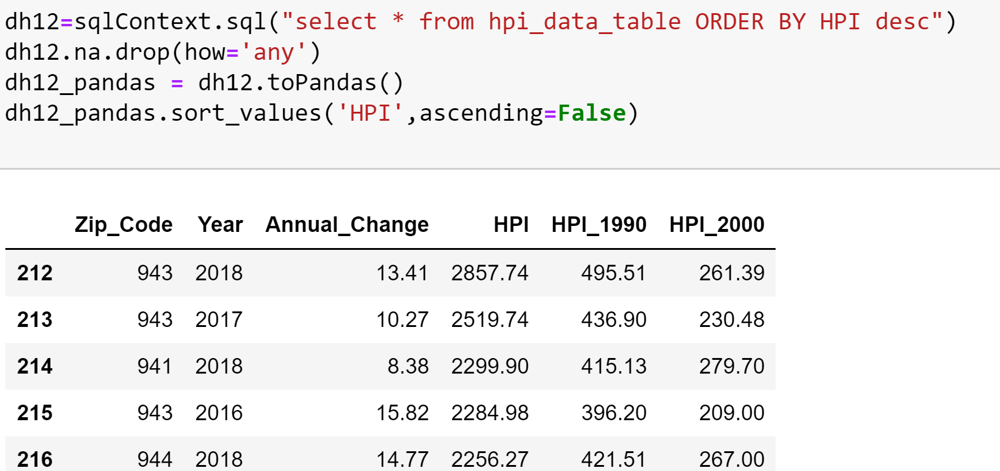 dh12=sqlContext.sql("select * from hpi_data_table ORDER BY HPI desc")
dh12.na.drop(how='any')
dh12_pandas = dh12.toPandas()
dh12_pandas.sort_values('HPI',ascending=False)
Zip_Code Year Annual_Change HPI HPI_1990 HPI_2000
212 943 2018 13.41 2857.74 495.51 261.39
213 943 2017 10.27 2519.74 436.90 230.48
214 941 2018 8.38 2299.90 415.13 279.70
215 943 2016 15.82 2284.98 396.20 209.00
216 944 2018 14.77 2256.27 421.51 267.00